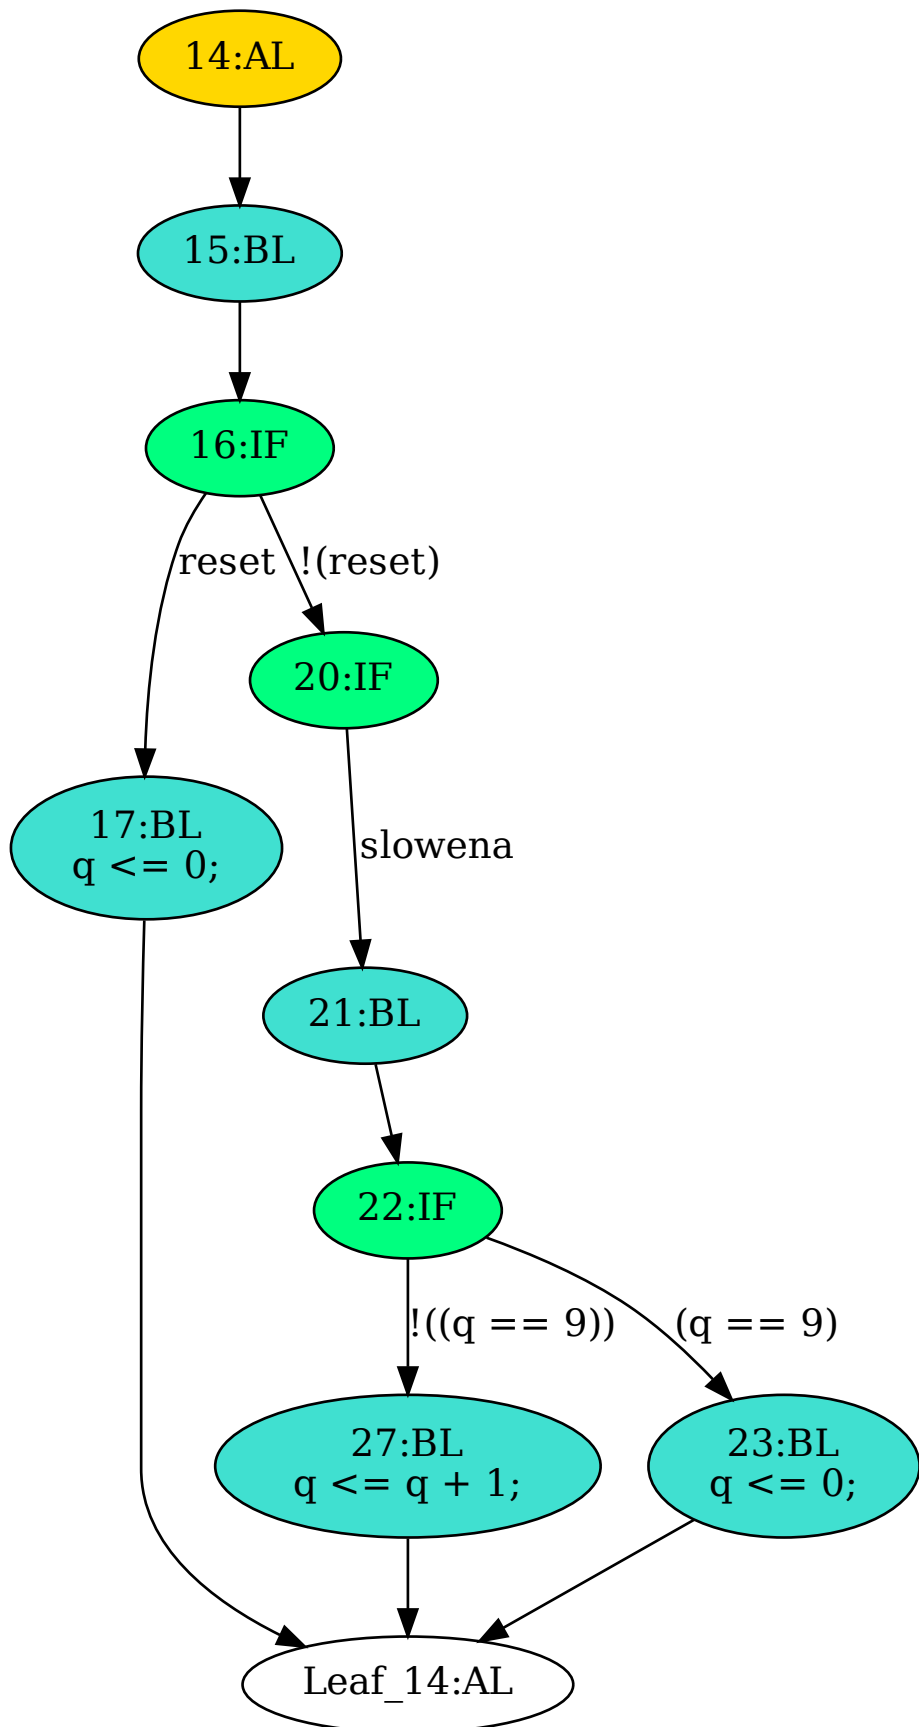 14:AL
15:BL
16:IF
reset
!(reset)
20:IF
17:BL
q <= 0;
slowena
21:BL
22:IF
!((q == 9))
(q == 9)
27:BL
q <= q + 1;
23:BL
q <= 0;
Leaf_14:AL